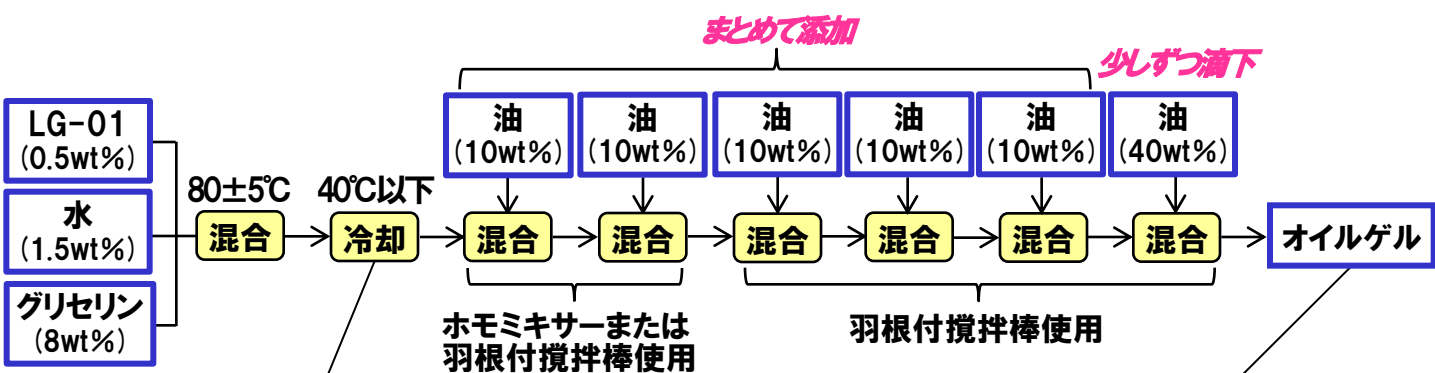 まとめて添加
少しずつ滴下
LG-01
(0.5wt%)
水
(1.5wt%)
グリセリン
(8wt%)
80±5℃
混合
40℃以下
冷却
油
(10wt%)
混合
油
(10wt%)
混合
油
(10wt%)
混合
油
(10wt%)
混合
油
(10wt%)
混合
油
(40wt%)
混合
オイルゲル
ホモミキサーまたは
羽根付撹拌棒使用
羽根付撹拌棒使用